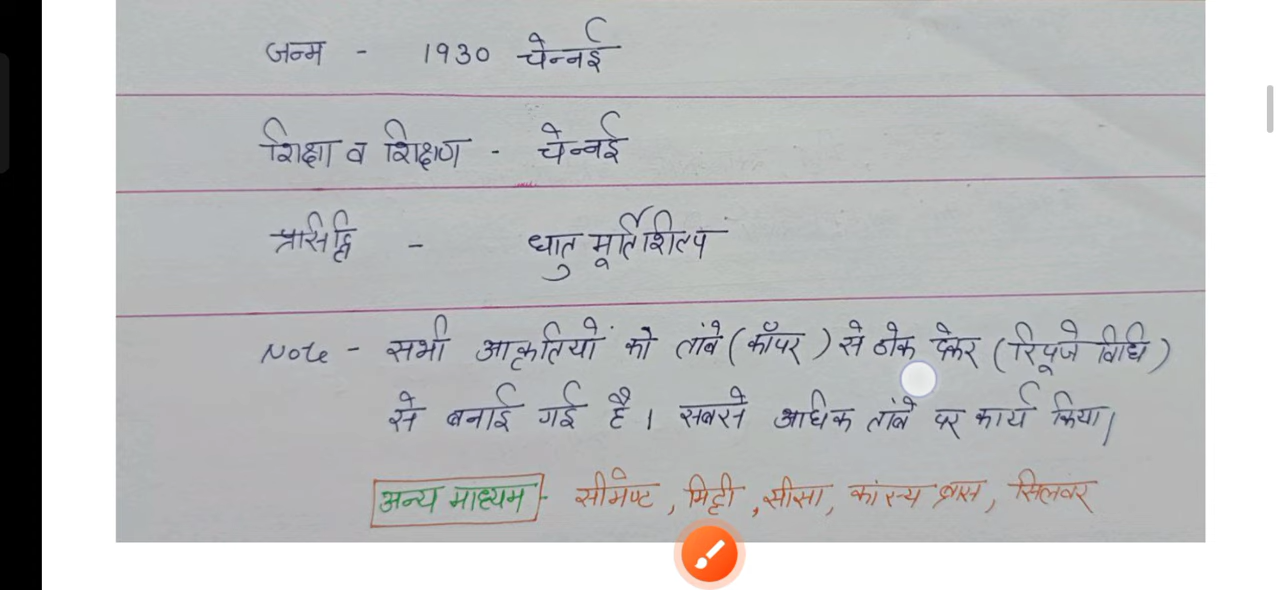 जन्म - 1930 चेन्नई
शिक्षा व शिक्षण - चेन्नई
प्रसिद्धि - धातु मूर्तिशिल्प
Note - सभी आकृतियों को तांबे (कॉपर) से ठोक देकर (रिपूजे विधि)
से बनाई गई है। सबसे अधिक तांबे पर कार्य किया।
अन्य माध्यम - सीमेण्ट, मिट्टी, सीसा, कांस्य ब्रास, सिलवर